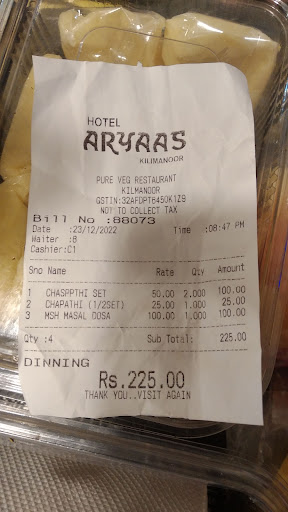 HOTEL
ARYAAS
KILIMANOOR
PURE VEG RESTAURANT
KILMANDOR
GSTIN:32AFDPT6450K1Z9
NOT TO COLLECT TAX
Bill No :88073
Date :23/12/2022 Time :08:47 PM
Waiter :8
Cashier:C1
Sno Name Rate Qty Amount
1 CHASPPTHI SET 50.00 2.000 100.00
2 CHAPATHI (1/2SET) 25.00 1.000 25.00
3 MSH MASAL DOSA 100.00 1.000 100.00
Qty :4 Sub Total: 225.00
DINNING
Rs.225.00
THANK YOU..VISIT AGAIN